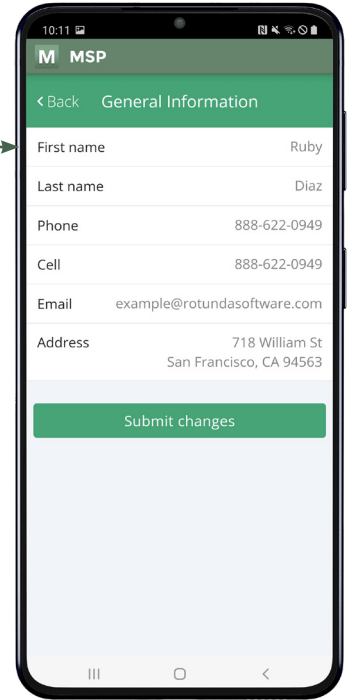 10:11
M MSP
< Back General Information
First name Ruby
Last name Diaz
Phone 888-622-0949
Cell 888-622-0949
Email example@rotundasoftware.com
Address 718 William St
San Francisco, CA 94563
Submit changes